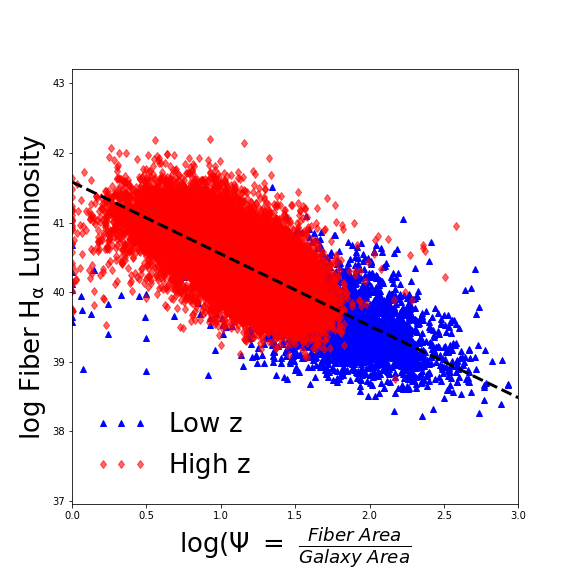 43
42
41
40
39
38
37
log Fiber Hα Luminosity
Low z
High z
0.0 0.5 1.0 1.5 2.0 2.5 3.0
log(Ψ = Fiber Area / Galaxy Area